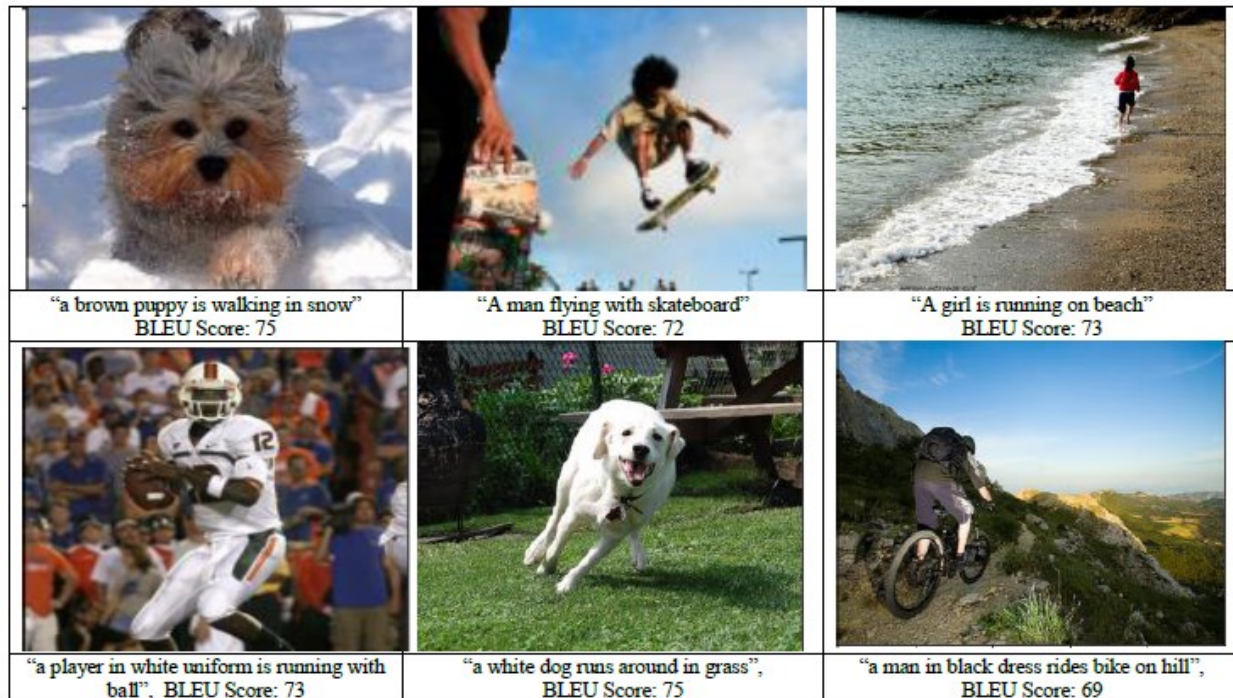 “a brown puppy is walking in snow”
BLEU Score: 75
“A man flying with skateboard”
BLEU Score: 72
“A girl is running on beach”
BLEU Score: 73
12
“a player in white uniform is running with
ball”, BLEU Score: 73
“a white dog runs around in grass”,
BLEU Score: 75
“a man in black dress rides bike on hill”,
BLEU Score: 69